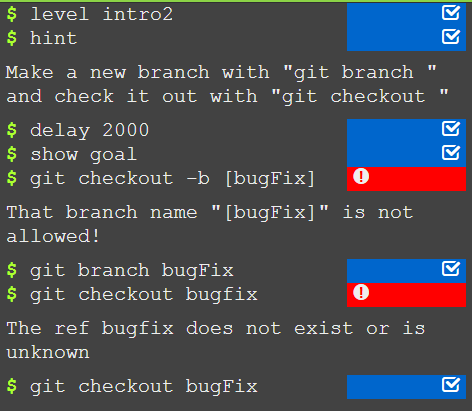 $ level intro2
$ hint
Make a new branch with "git branch "
and check it out with "git checkout "
$ delay 2000
$ show goal
$ git checkout -b [bugFix]
That branch name "[bugFix]" is not
allowed!
$ git branch bugFix
$ git checkout bugfix
The ref bugfix does not exist or is
unknown
$ git checkout bugFix